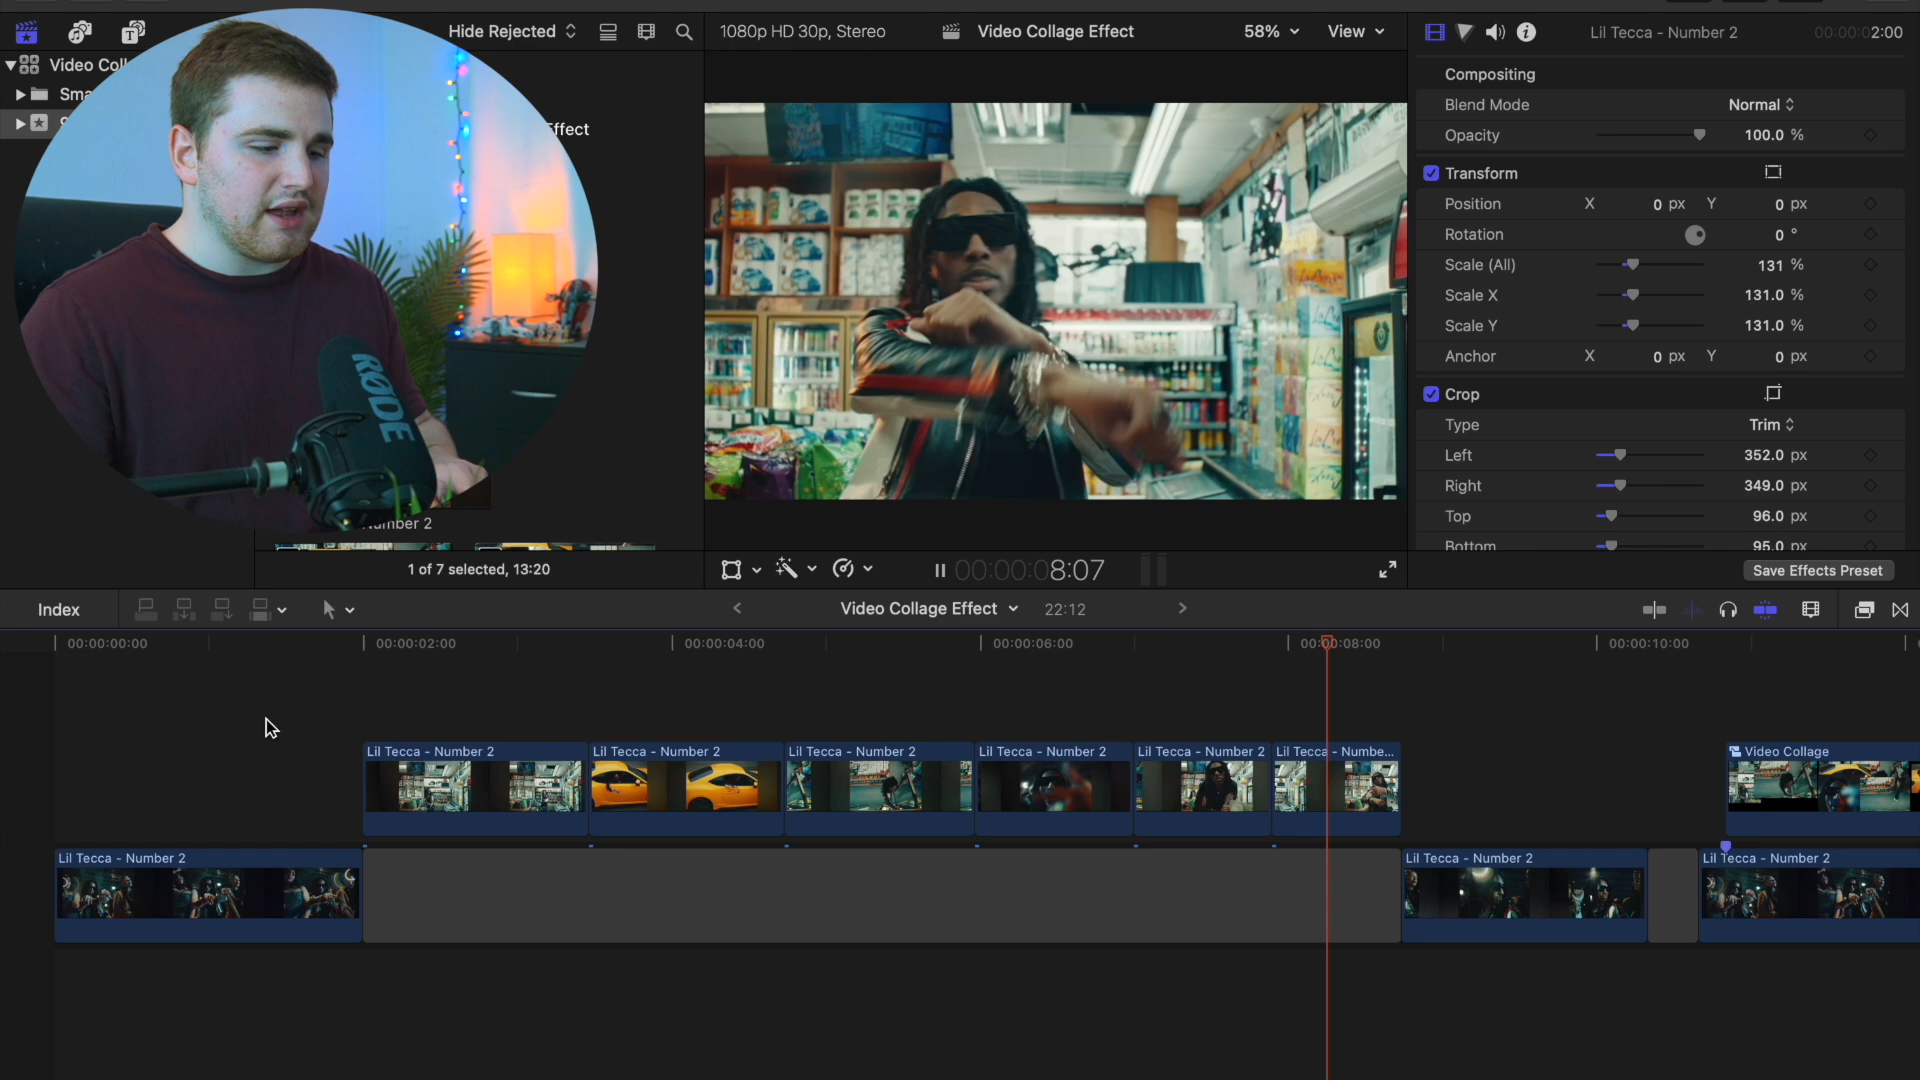 Hide Rejected
1080p HD 30p, Stereo
Video Collage Effect
58%
View
Lil Tecca - Number 2
00:00:02:00
Video Coll
Sma
Effect
Compositing
Blend Mode
Normal
Opacity
100.0 %
Transform
Position X 0 px Y 0 px
Rotation 0 °
Scale (All) 131 %
Scale X 131.0 %
Scale Y 131.0 %
Anchor X 0 px Y 0 px
Crop
Type Trim
Left 352.0 px
Right 349.0 px
Top 96.0 px
Bottom 95.0 px
RØDE
Number 2
1 of 7 selected, 13:20
00:00:08:07
Save Effects Preset
Index
Video Collage Effect
22:12
00:00:00:00
00:00:02:00
00:00:04:00
00:00:06:00
00:00:08:00
00:00:10:00
Lil Tecca - Number 2
Lil Tecca - Number 2
Lil Tecca - Number 2
Lil Tecca - Number 2
Lil Tecca - Number 2
Lil Tecca - Numbe...
Video Collage
Lil Tecca - Number 2
Lil Tecca - Number 2
Lil Tecca - Number 2